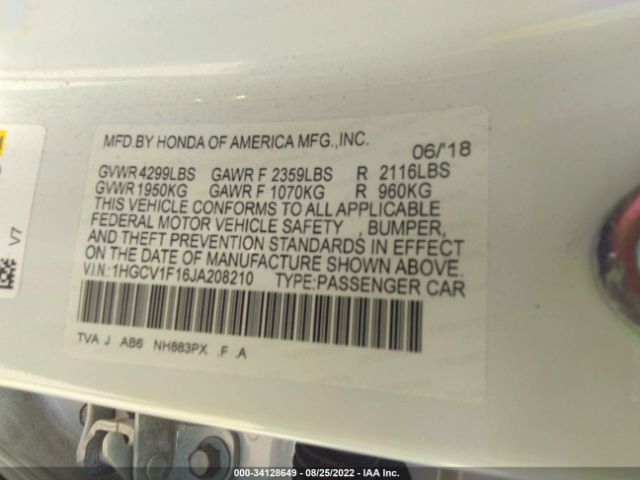 MFD.BY HONDA OF AMERICA MFG.,INC. 06/'18
GVWR 4299LBS GAWR F 2359LBS R 2116LBS
GVWR 1950KG GAWR F 1070KG R 960KG
THIS VEHICLE CONFORMS TO ALL APPLICABLE
FEDERAL MOTOR VEHICLE SAFETY , BUMPER,
AND THEFT PREVENTION STANDARDS IN EFFECT
ON THE DATE OF MANUFACTURE SHOWN ABOVE.
VIN:1HGCV1F16JA208210 TYPE:PASSENGER CAR
TVA J AB6 NH883PX .F .A
V7
000-34128649 - 08/25/2022 - IAA Inc.